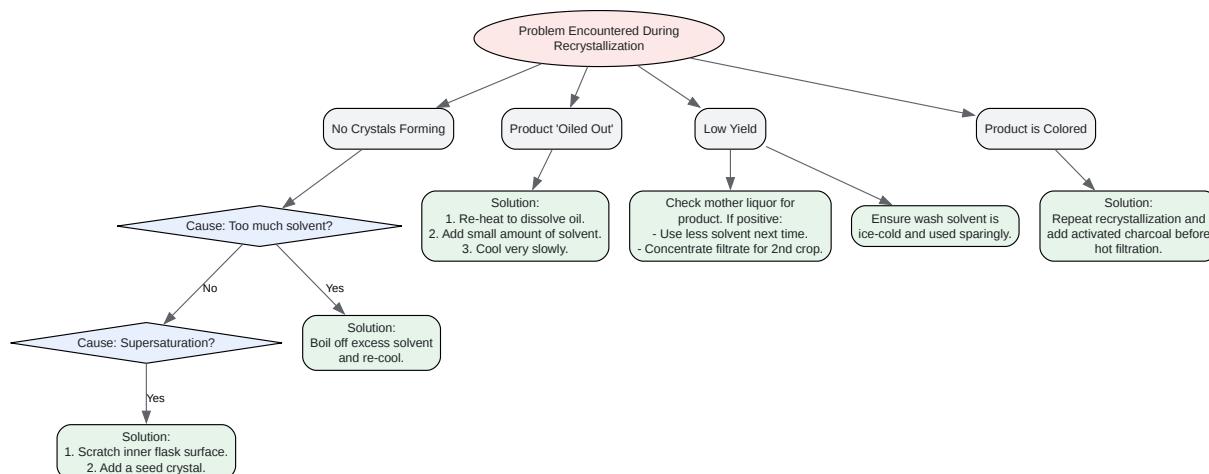 Problem Encountered During
Recrystallization
No Crystals Forming
Product 'Oiled Out'
Low Yield
Product is Colored
Cause: Too much solvent?
Solution:
1. Re-heat to dissolve oil.
2. Add small amount of solvent.
3. Cool very slowly.
Check mother liquor for
product. If positive:
- Use less solvent next time.
- Concentrate filtrate for 2nd crop.
Ensure wash solvent is
ice-cold and used sparingly.
Solution:
Repeat recrystallization and
add activated charcoal before
hot filtration.
No
Yes
Cause: Supersaturation?
Solution:
Boil off excess solvent
and re-cool.
Yes
Solution:
1. Scratch inner flask surface.
2. Add a seed crystal.